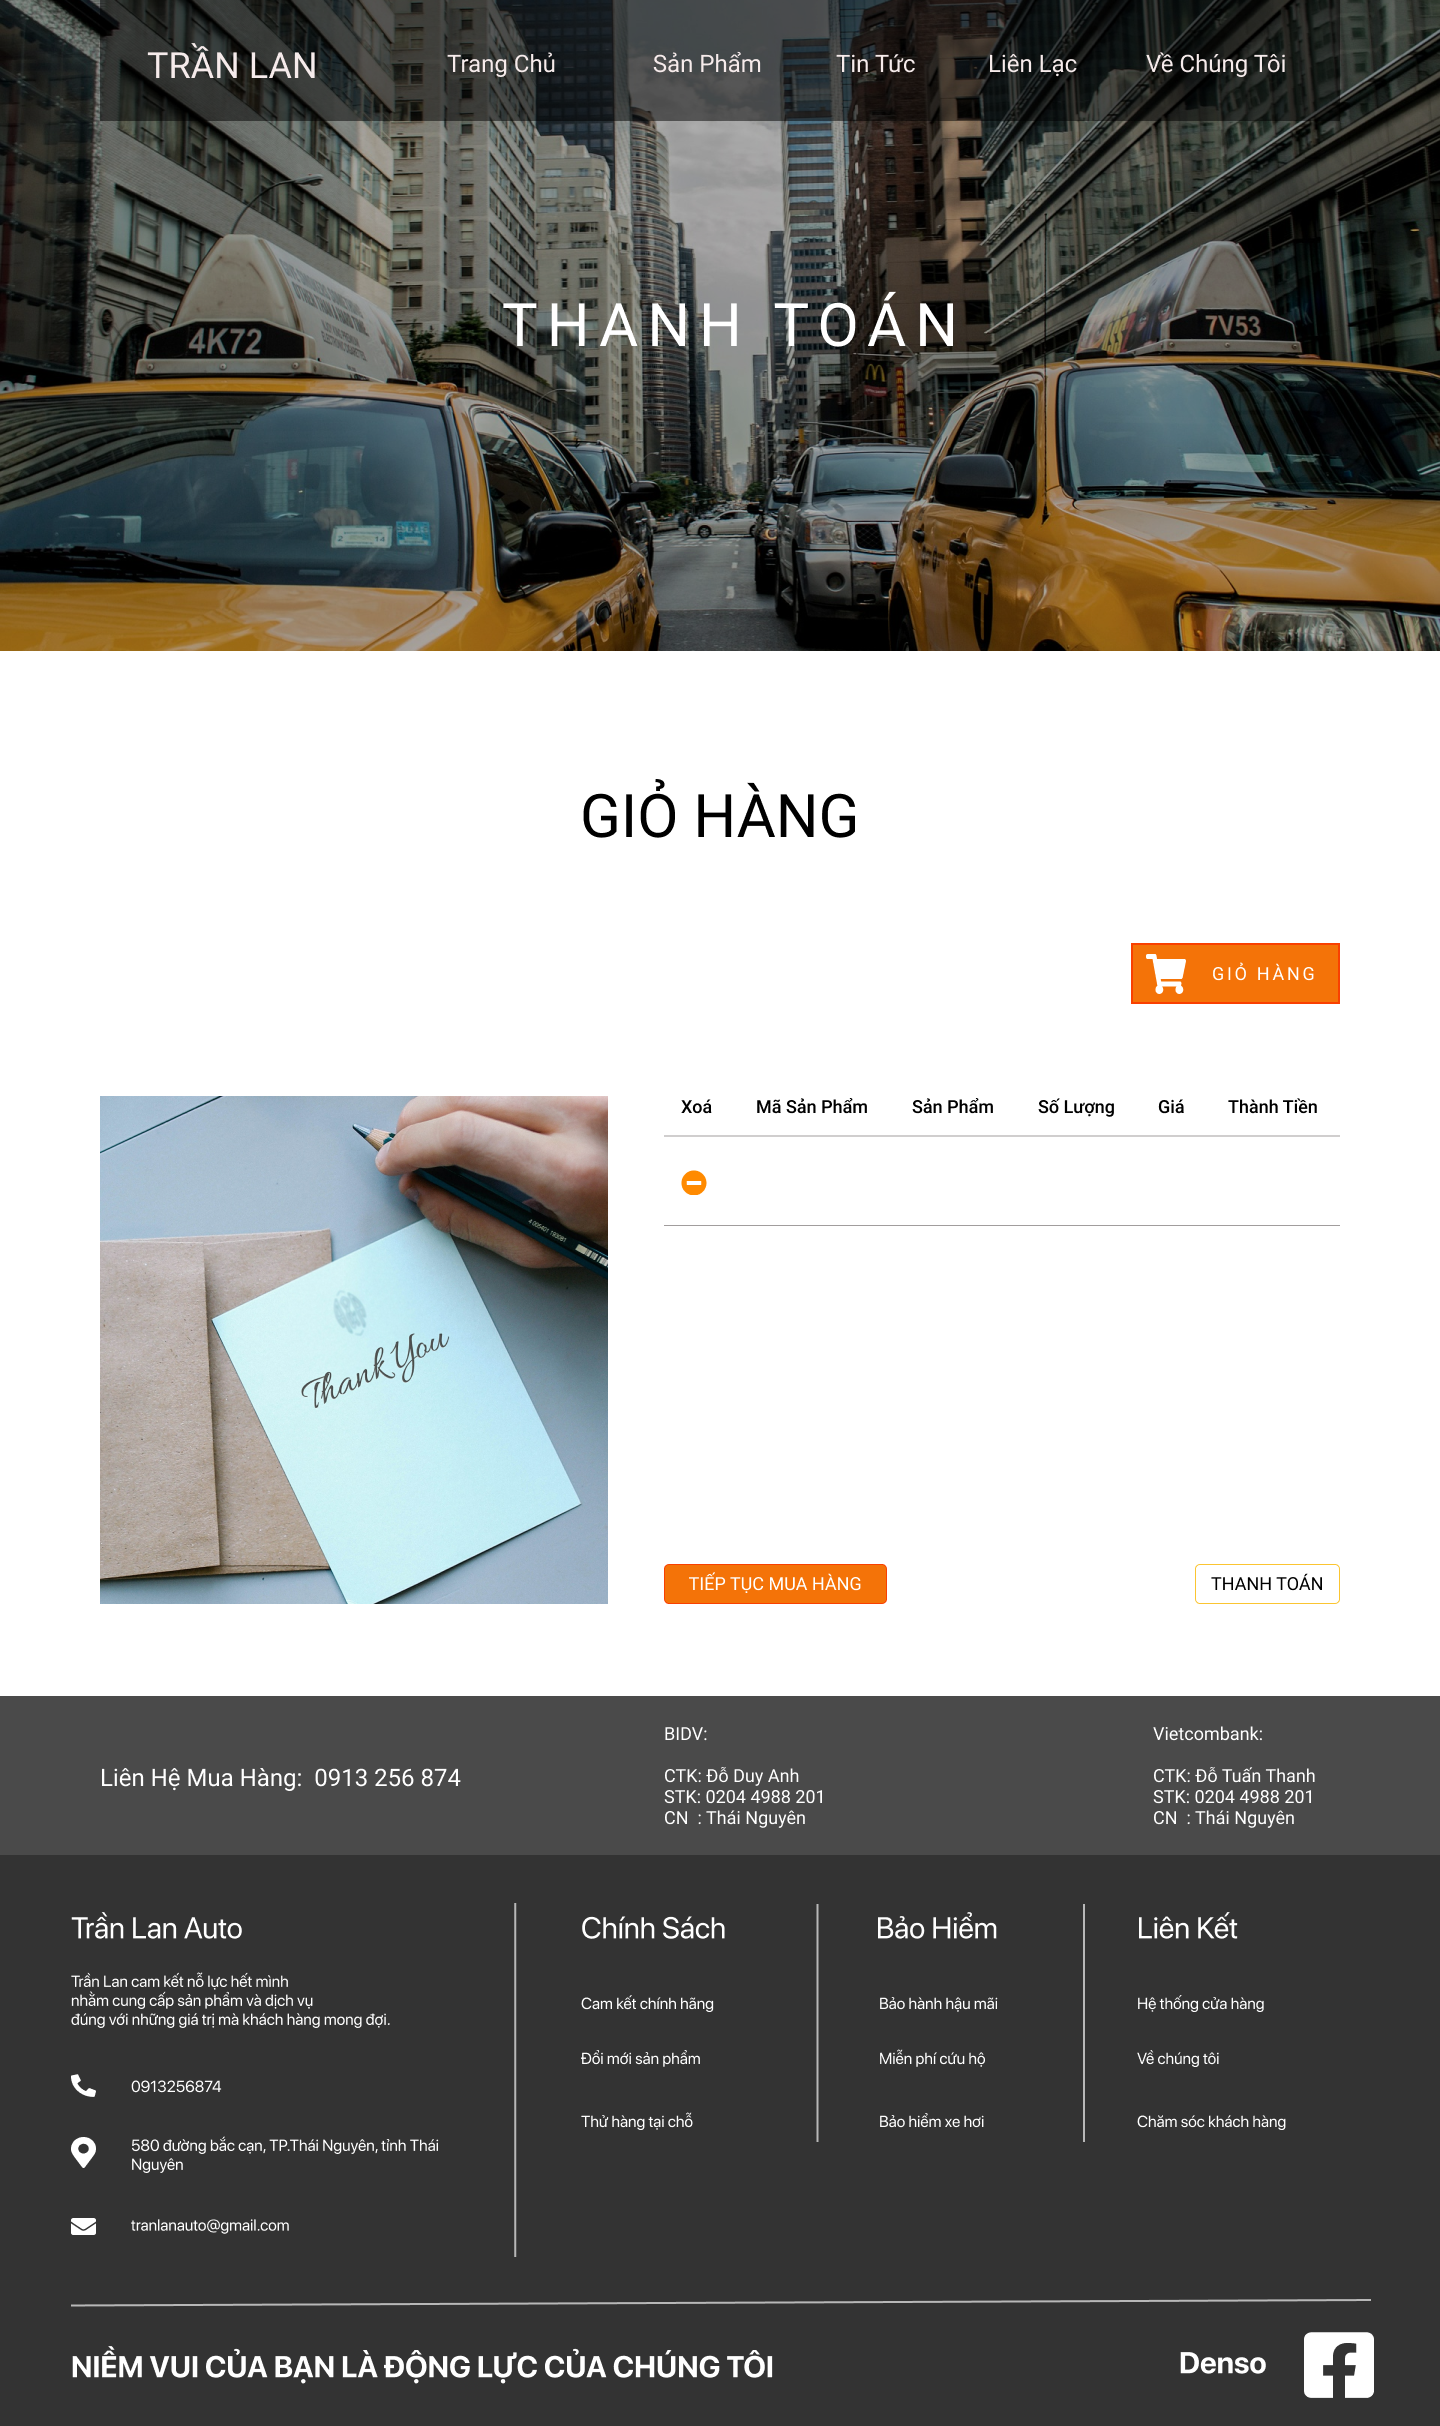 TRẦN LAN
Trang Chủ
Sản Phẩm
Tin Tức
Liên Lạc
Về Chúng Tôi
4K72
7V53
THANH TOÁN
GIỎ HÀNG
GIỎ HÀNG
Xoá
Mã Sản Phẩm
Sản Phẩm
Số Lượng
Giá
Thành Tiền
Thank You
TIẾP TỤC MUA HÀNG
THANH TOÁN
Liên Hệ Mua Hàng: 0913 256 874
BIDV:
CTK: Đỗ Duy Anh
STK: 0204 4988 201
CN : Thái Nguyên
Vietcombank:
CTK: Đỗ Tuấn Thanh
STK: 0204 4988 201
CN : Thái Nguyên
Trần Lan Auto
Trần Lan cam kết nỗ lực hết mình
nhằm cung cấp sản phẩm và dịch vụ
đúng với những giá trị mà khách hàng mong đợi.
0913256874
580 đường bắc cạn, TP.Thái Nguyên, tỉnh Thái
Nguyên
tranlanauto@gmail.com
Chính Sách
Cam kết chính hãng
Đổi mới sản phẩm
Thử hàng tại chỗ
Bảo Hiểm
Bảo hành hậu mãi
Miễn phí cứu hộ
Bảo hiểm xe hơi
Liên Kết
Hệ thống cửa hàng
Về chúng tôi
Chăm sóc khách hàng
NIỀM VUI CỦA BẠN LÀ ĐỘNG LỰC CỦA CHÚNG TÔI
Denso